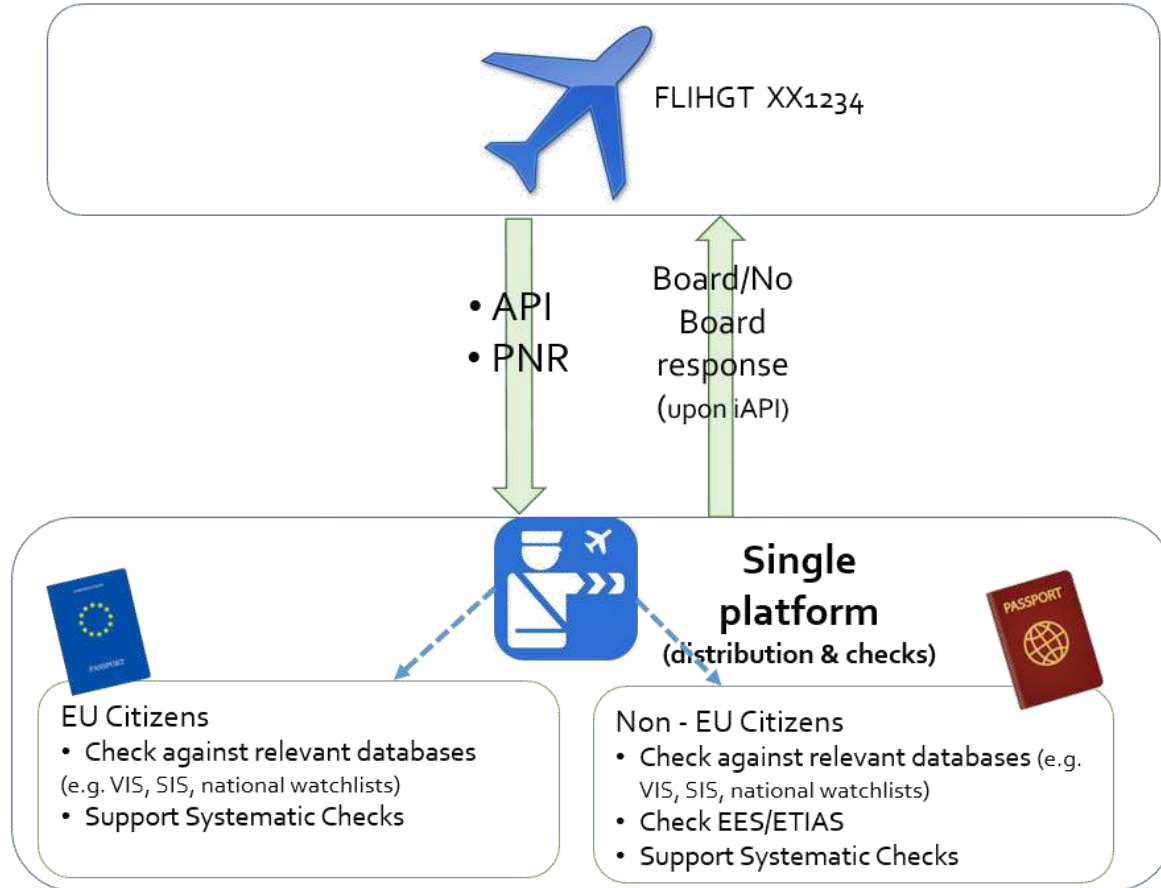 FLIHGT XX1234
• API
• PNR
Board/No
Board
response
(upon iAPI)
Single
platform
(distribution & checks)
PASSPORT
PASSPORT
EU Citizens
• Check against relevant databases
(e.g. VIS, SIS, national watchlists)
• Support Systematic Checks
Non - EU Citizens
• Check against relevant databases (e.g.
VIS, SIS, national watchlists)
• Check EES/ETIAS
• Support Systematic Checks